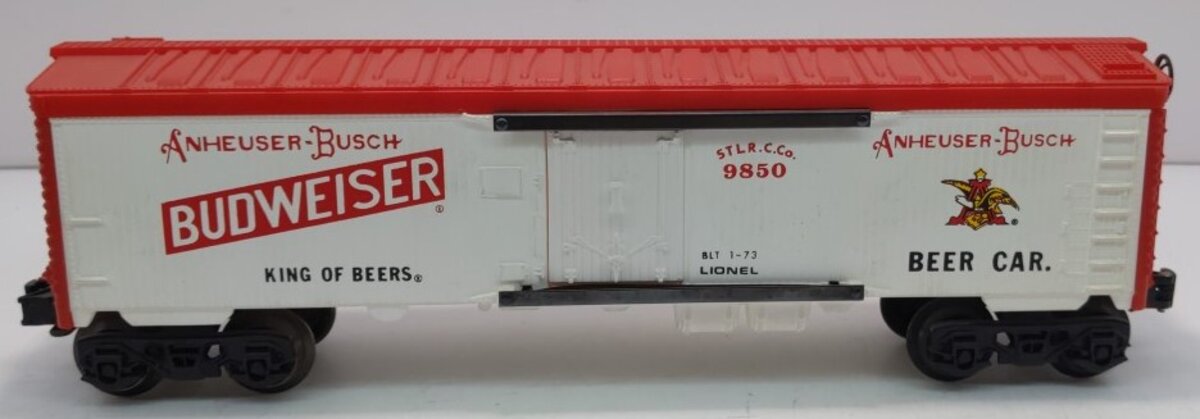 ANHEUSER-BUSCH
BUDWEISER®
KING OF BEERS®
STLR.C.CO.
9850
BLT 1-73
LIONEL
ANHEUSER-BUSCH
®
BEER CAR.